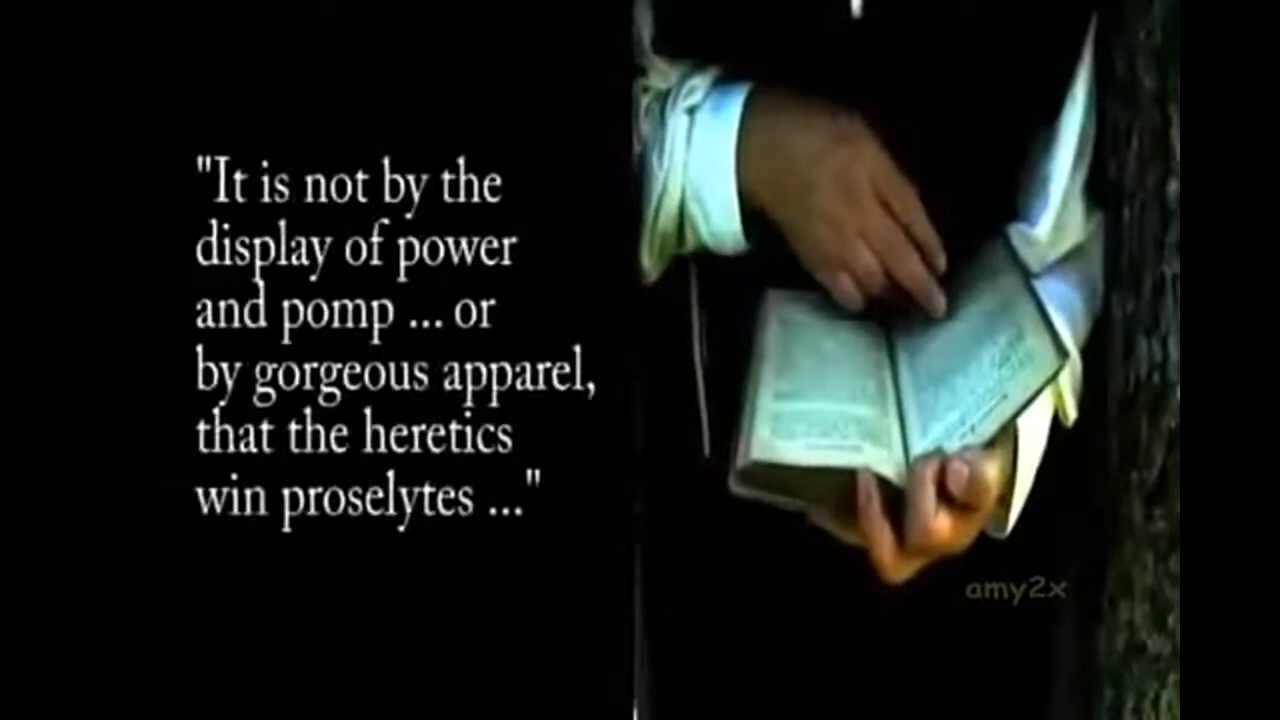 "It is not by the
display of power
and pomp ... or
by gorgeous apparel,
that the heretics
win proselytes ..."
amy2x